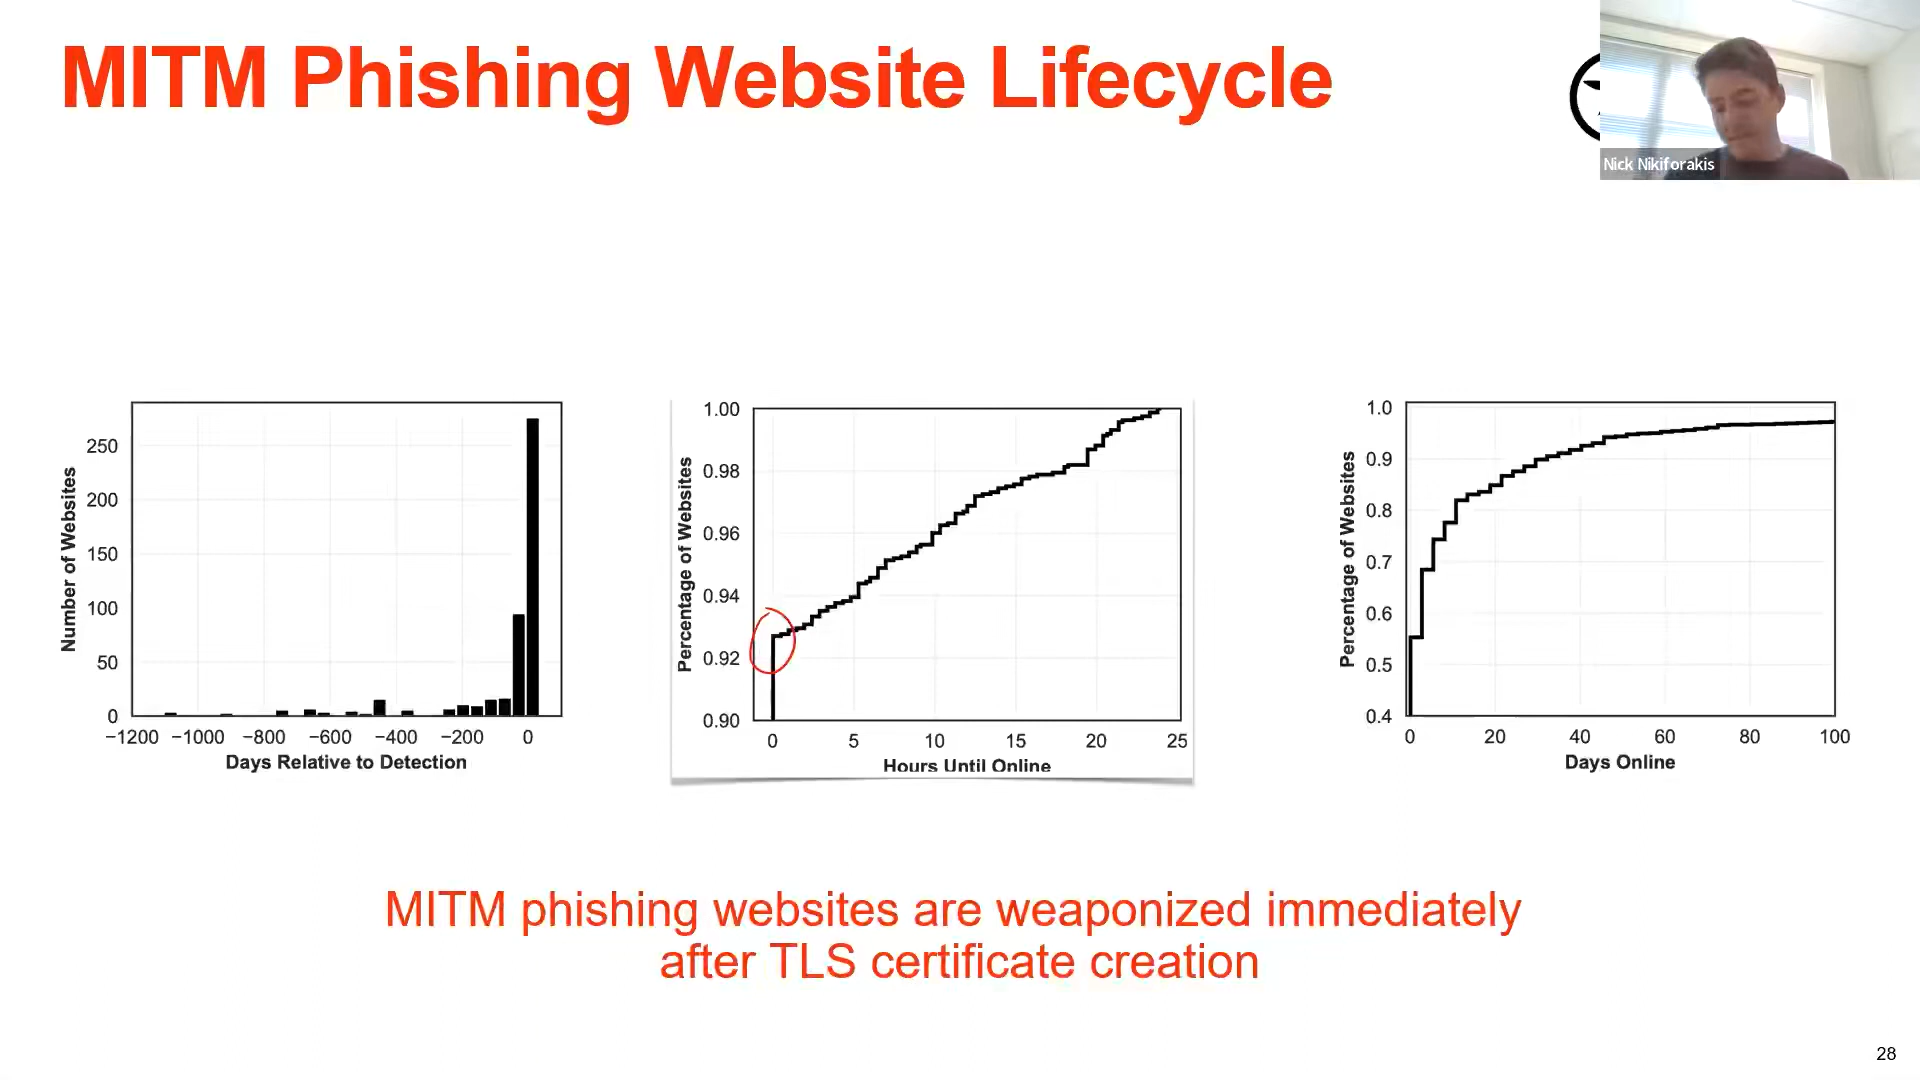 MITM Phishing Website Lifecycle
Nick Nikiforakis
Number of Websites
250
200
150
100
50
0
−1200 −1000 −800 −600 −400 −200 0
Days Relative to Detection
Percentage of Websites
1.00
0.98
0.96
0.94
0.92
0.90
0 5 10 15 20 25
Hours Until Online
Percentage of Websites
1.0
0.9
0.8
0.7
0.6
0.5
0.4
0 20 40 60 80 100
Days Online
MITM phishing websites are weaponized immediately
after TLS certificate creation
28